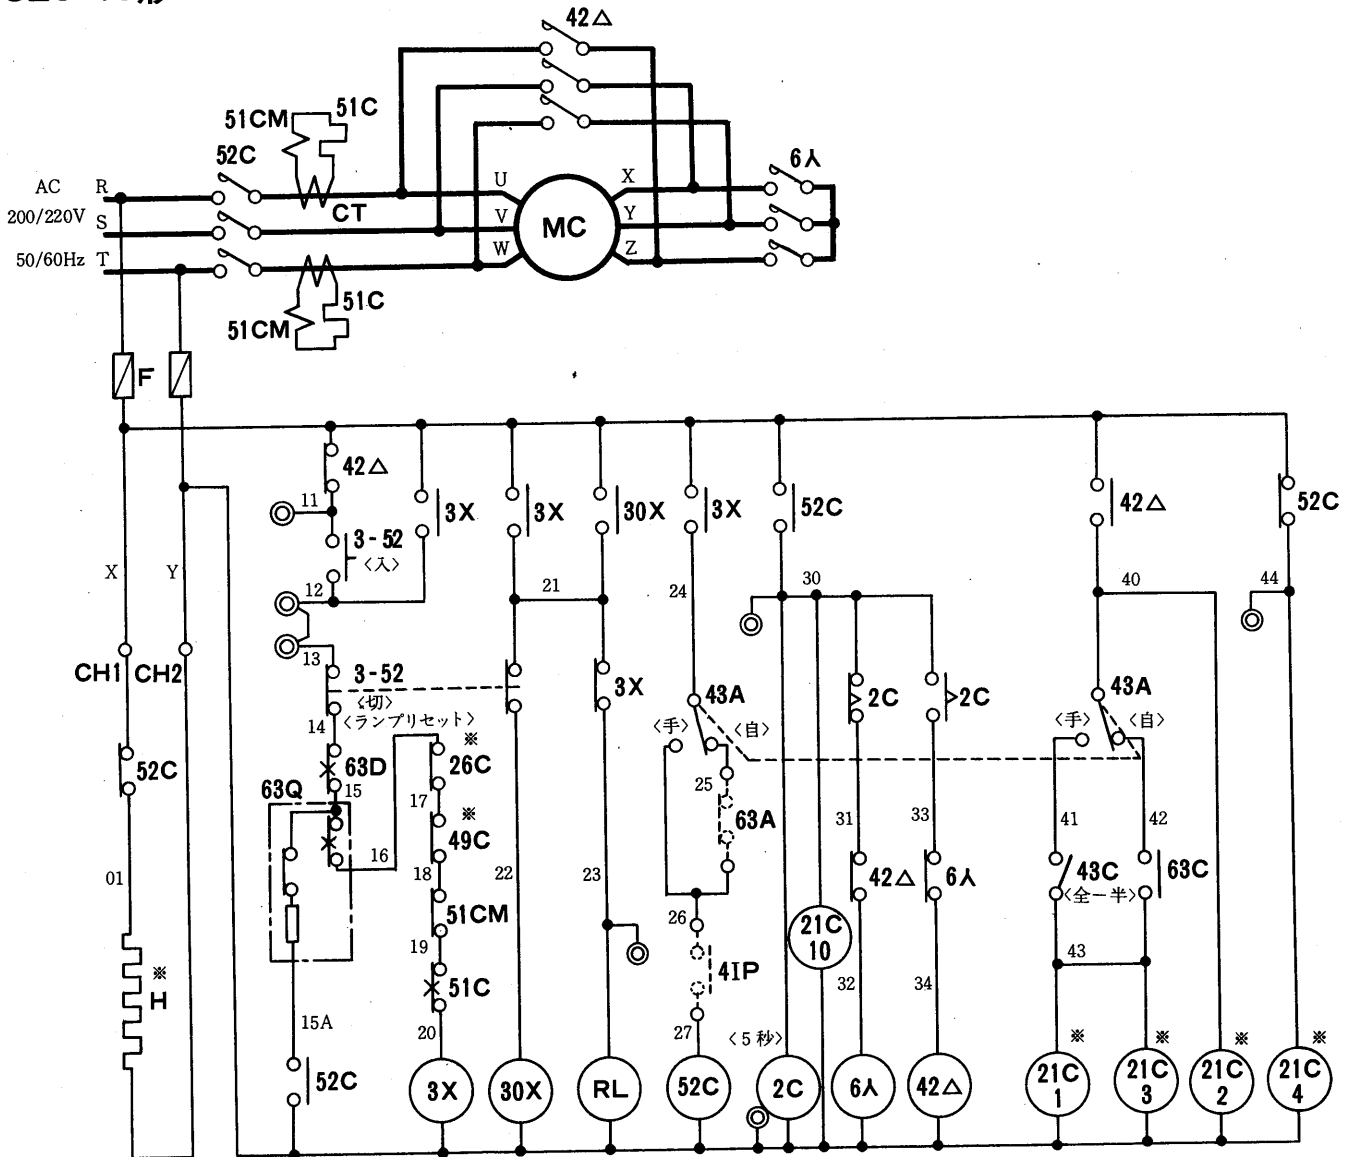 42△
51CM
51C
52C
6人
AC R
200/220V S
50/60Hz T
CT
U
V
W
MC
X
Y
Z
51C
51CM
F
42△
11
3X
3X
30X
3X
52C
42△
52C
3-52
〈入〉
12
X
Y
21
24
30
40
44
CH1
CH2
13
3-52
〈切〉
〈ランプリセット〉
14
3X
43A
〈手〉
〈自〉
2C
2C
43A
〈手〉
〈自〉
52C
63Q
63D
15
※
26C
17
25
63A
※
49C
16
18
31
33
41
42
01
22
23
42△
6人
43C
〈全一半〉
63C
51CM
19
26
21C
10
43
※
H
51C
4IP
32
34
15A
20
27
〈5秒〉
※
※
※
※
52C
3X
30X
RL
52C
2C
6人
42△
21C
1
21C
3
21C
2
21C
4